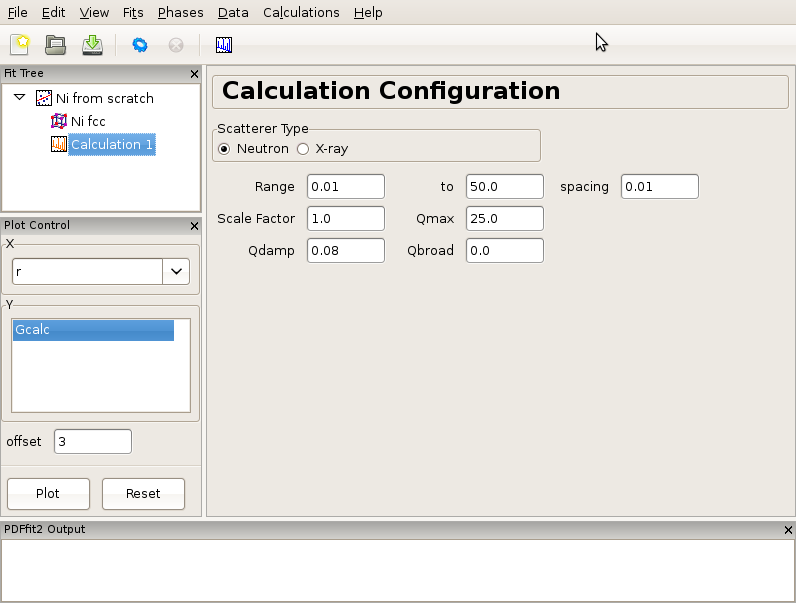 File Edit View Fits Phases Data Calculations Help
Fit Tree
Ni from scratch
Ni fcc
Calculation 1
Plot Control
X
r
Y
Gcalc
offset 3
Plot Reset
Calculation Configuration
Scatterer Type
Neutron X-ray
Range 0.01 to 50.0 spacing 0.01
Scale Factor 1.0 Qmax 25.0
Qdamp 0.08 Qbroad 0.0
PDFfit2 Output